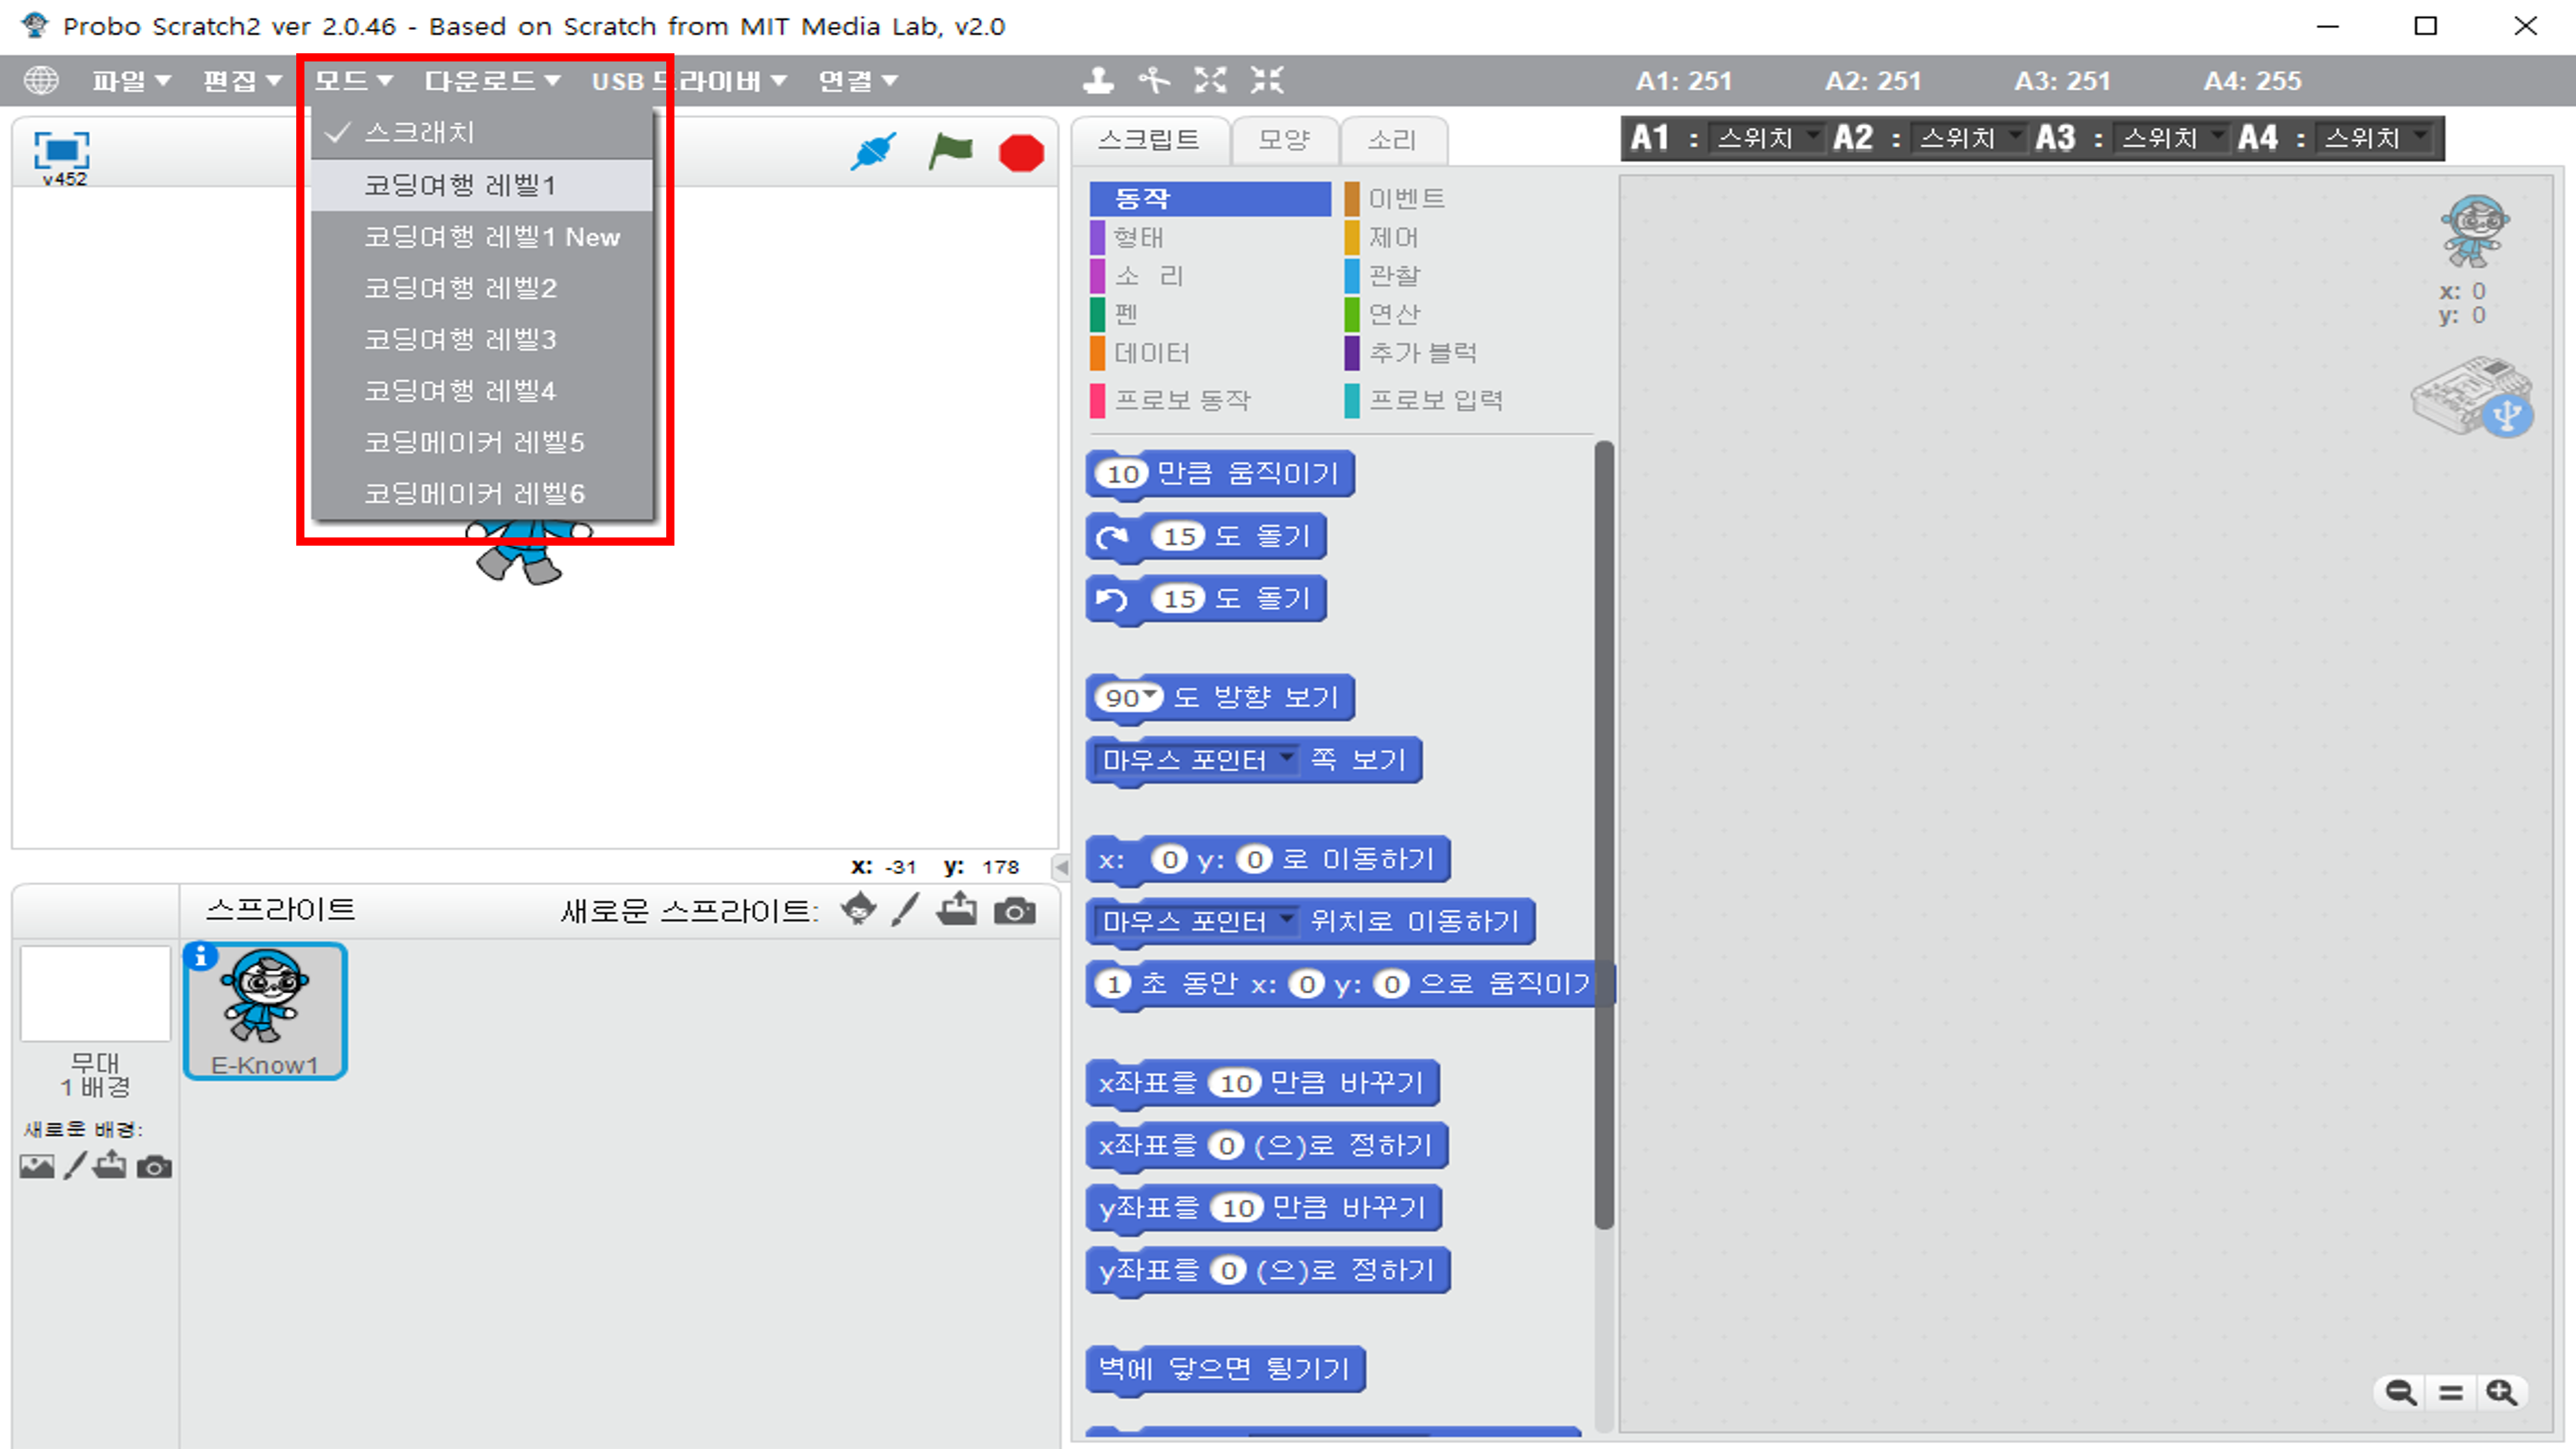 Probo Scratch2 ver 2.0.46 - Based on Scratch from MIT Media Lab, v2.0
파일 편집 모드 다운로드 USB 드라이버 연결 A1: 251 A2: 251 A3: 251 A4: 255
스크래치
코딩여행 레벨1
코딩여행 레벨1 New
코딩여행 레벨2
코딩여행 레벨3
코딩여행 레벨4
코딩메이커 레벨5
코딩메이커 레벨6
v452
x: -31 y: 178
스프라이트 새로운 스프라이트:
E-Know1
무대
1 배경
새로운 배경:
스크립트 모양 소리
A1 : 스위치 A2 : 스위치 A3 : 스위치 A4 : 스위치
동작 이벤트
형태 제어
소 리 관찰
펜 연산
데이터 추가 블럭
프로보 동작 프로보 입력
10 만큼 움직이기
15 도 돌기
15 도 돌기
90 도 방향 보기
마우스 포인터 쪽 보기
x: 0 y: 0 로 이동하기
마우스 포인터 위치로 이동하기
1 초 동안 x: 0 y: 0 으로 움직이기
x좌표를 10 만큼 바꾸기
x좌표를 0 (으)로 정하기
y좌표를 10 만큼 바꾸기
y좌표를 0 (으)로 정하기
벽에 닿으면 튕기기
x: 0
y: 0